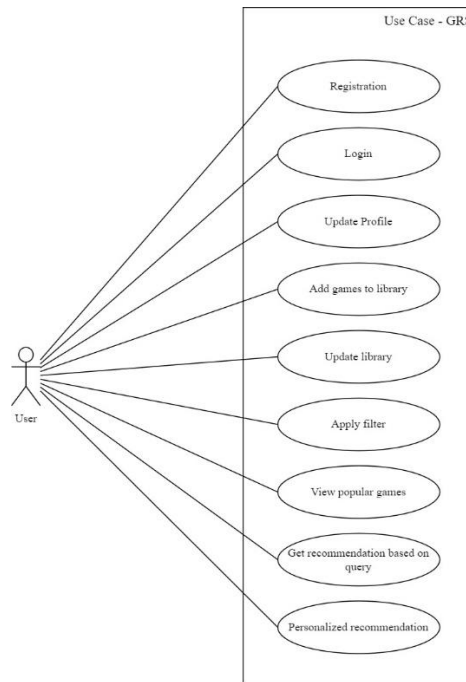 Use Case - GRS
Registration
Login
Update Profile
Add games to library
Update library
User
Apply filter
View popular games
Get recommendation based on
query
Personalized recommendation